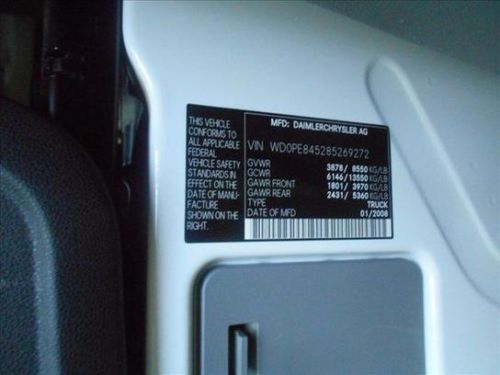 THIS VEHICLE
CONFORMS TO
ALL APPLICABLE
FEDERAL
VEHICLE SAFETY
STANDARDS IN
EFFECT ON THE
DATE OF MANU-
FACTURE
SHOWN ON THE
RIGHT.
MFD: DAIMLERCHRYSLER AG
VIN WD0PE845285269272
GVWR 3878/ 8550 KG/LB
GCWR 6146/13550 KG/LB
GAWR FRONT 1801/ 3970 KG/LB
GAWR REAR 2431/ 5360 KG/LB
TYPE TRUCK
DATE OF MFD 01/2008